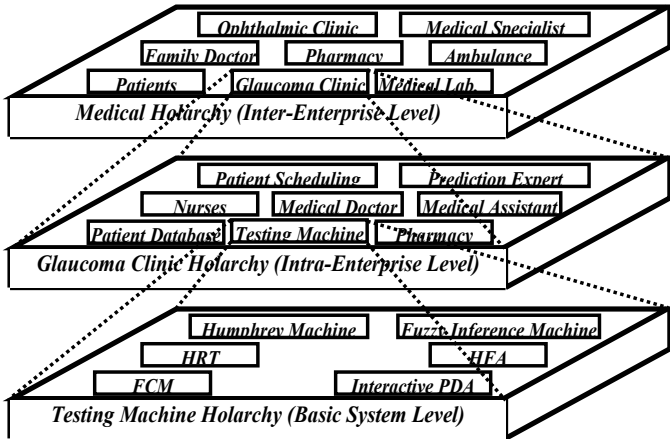 Ophthalmic Clinic Medical Specialist
Family Doctor Pharmacy Ambulance
Patients Glaucoma Clinic Medical Lab.
Medical Holarchy (Inter-Enterprise Level)
Patient Scheduling Prediction Expert
Nurses Medical Doctor Medical Assistant
Patient Database Testing Machine Pharmacy
Glaucoma Clinic Holarchy (Intra-Enterprise Level)
Humphrey Machine Fuzzy Inference Machine
HRT HFA
FCM Interactive PDA
Testing Machine Holarchy (Basic System Level)